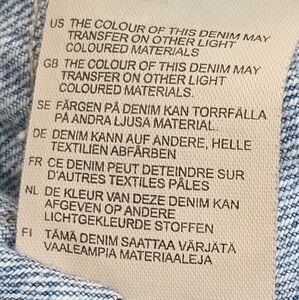 US THE COLOUR OF THIS DENIM MAY
TRANSFER ON OTHER LIGHT
COLOURED MATERIALS
GB THE COLOUR OF THIS DENIM MAY
TRANSFER ON OTHER LIGHT
COLOURED MATERIALS.
SE FÄRGEN PÅ DENIM KAN TORRFÄLLA
PÅ ANDRA LJUSA MATERIAL.
DE DENIM KANN AUF ANDERE, HELLE
TEXTILIEN ABFÄRBEN
FR CE DENIM PEUT DETEINDRE SUR
D'AUTRES TEXTILES PÂLES
NL DE KLEUR VAN DEZE DENIM KAN
AFGEVEN OP ANDERE
LICHTGEKLEURDE STOFFEN
FI TÄMÄ DENIM SAATTAA VÄRJÄTÄ
VAALEAMPIA MATERIAALEJA